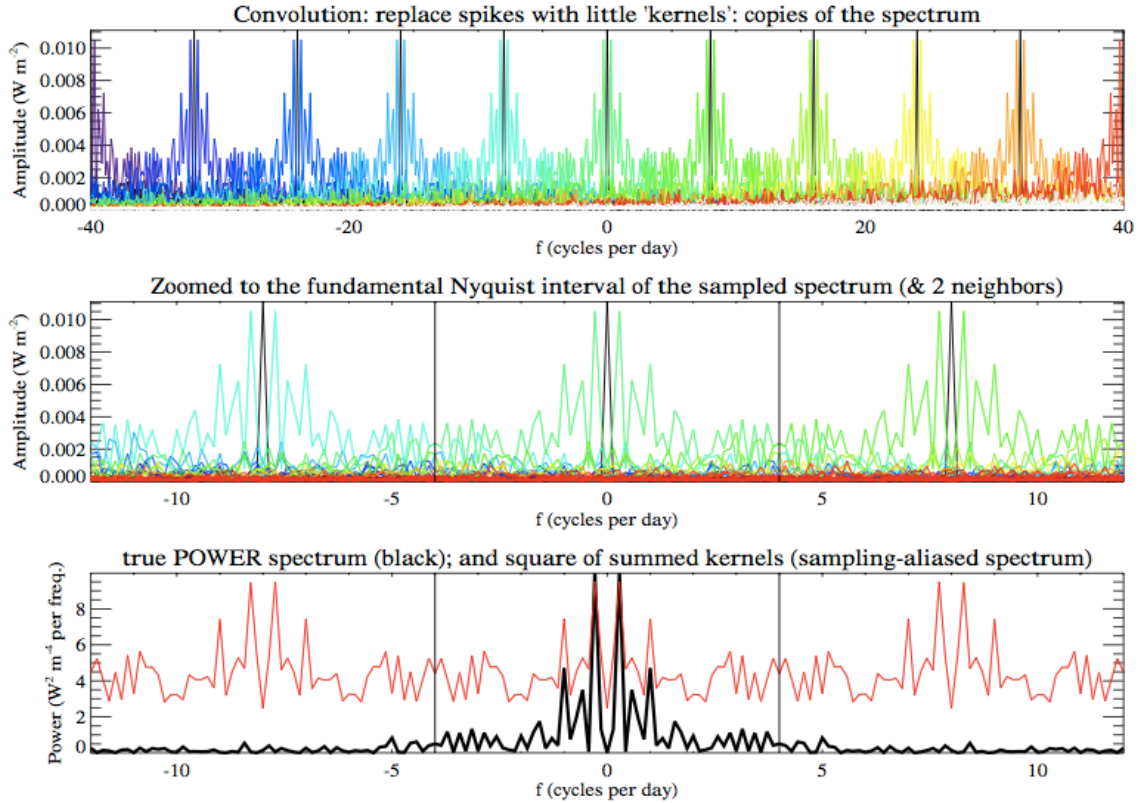 Convolution: replace spikes with little 'kernels': copies of the spectrum
Amplitude (W m⁻²)
0.010
0.008
0.006
0.004
0.002
0.000
-40 -20 0 20 40
f (cycles per day)
Zoomed to the fundamental Nyquist interval of the sampled spectrum (& 2 neighbors)
Amplitude (W m⁻²)
0.010
0.008
0.006
0.004
0.002
0.000
-10 -5 0 5 10
f (cycles per day)
true POWER spectrum (black); and square of summed kernels (sampling-aliased spectrum)
Power (W² m⁻⁴ per freq.)
8
6
4
2
0
-10 -5 0 5 10
f (cycles per day)